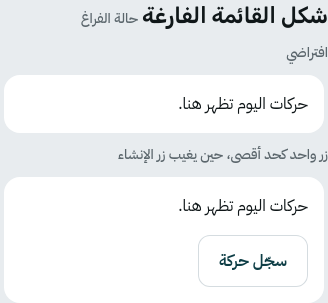 شكل القائمة الفارغة حالة الفراغ
افتراضي
حركات اليوم تظهر هنا.
زر واحد كحد أقصى، حين يغيب زر الإنشاء
حركات اليوم تظهر هنا.
سجّل حركة